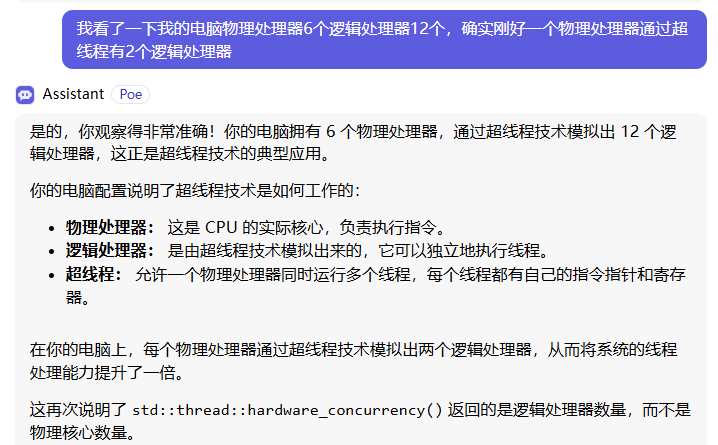 我看了一下我的电脑物理处理器6个逻辑处理器12个，确实刚好一个物理处理器通过超
线程有2个逻辑处理器
Assistant Poe
是的，你观察得非常准确！你的电脑拥有 6 个物理处理器，通过超线程技术模拟出 12 个逻
辑处理器，这正是超线程技术的典型应用。
你的电脑配置说明了超线程技术是如何工作的：
• 物理处理器： 这是 CPU 的实际核心，负责执行指令。
• 逻辑处理器： 是由超线程技术模拟出来的，它可以独立地执行线程。
• 超线程： 允许一个物理处理器同时运行多个线程，每个线程都有自己的指令指针和寄存
器。
在你的电脑上，每个物理处理器通过超线程技术模拟出两个逻辑处理器，从而将系统的线程
处理能力提升了一倍。
这再次说明了 std::thread::hardware_concurrency() 返回的是逻辑处理器数量，而不是
物理核心数量。